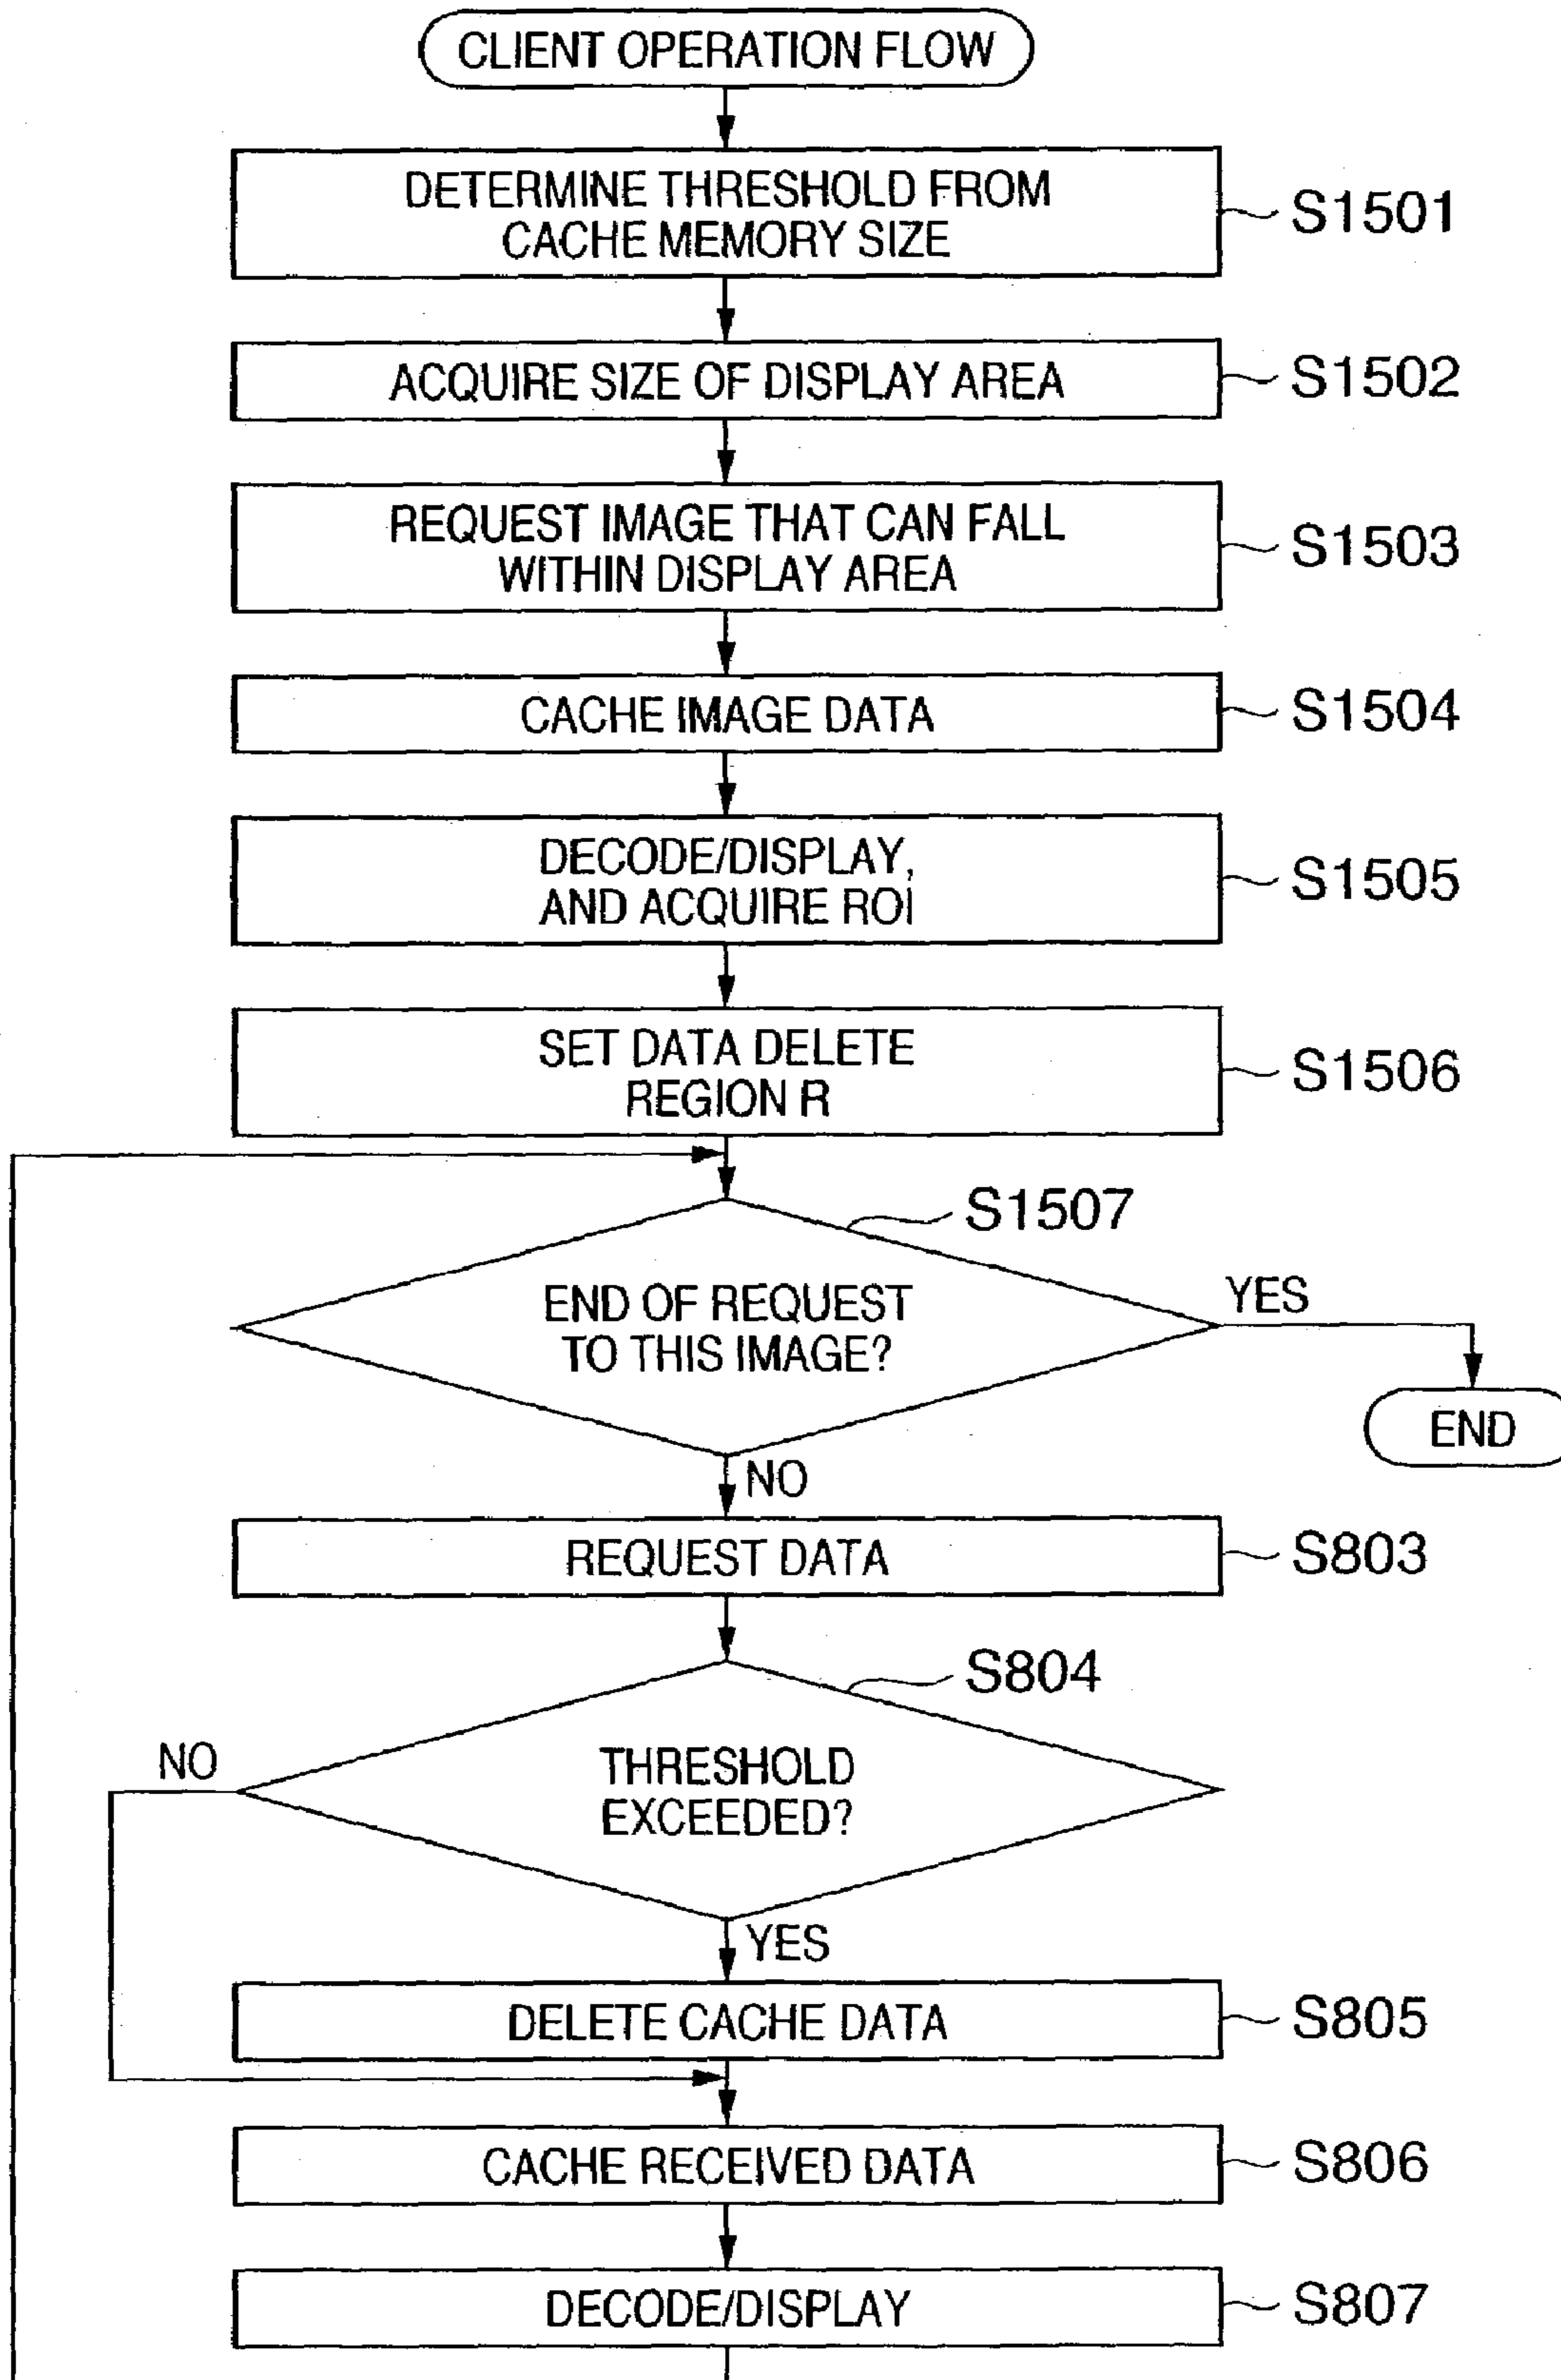 CLIENT OPERATION FLOW
DETERMINE THRESHOLD FROM
CACHE MEMORY SIZE
S1501
ACQUIRE SIZE OF DISPLAY AREA
S1502
REQUEST IMAGE THAT CAN FALL
WITHIN DISPLAY AREA
S1503
CACHE IMAGE DATA
S1504
DECODE/DISPLAY,
AND ACQUIRE ROI
S1505
SET DATA DELETE
REGION R
S1506
S1507
END OF REQUEST
TO THIS IMAGE?
YES
END
NO
REQUEST DATA
S803
S804
THRESHOLD
EXCEEDED?
NO
YES
DELETE CACHE DATA
S805
CACHE RECEIVED DATA
S806
DECODE/DISPLAY
S807